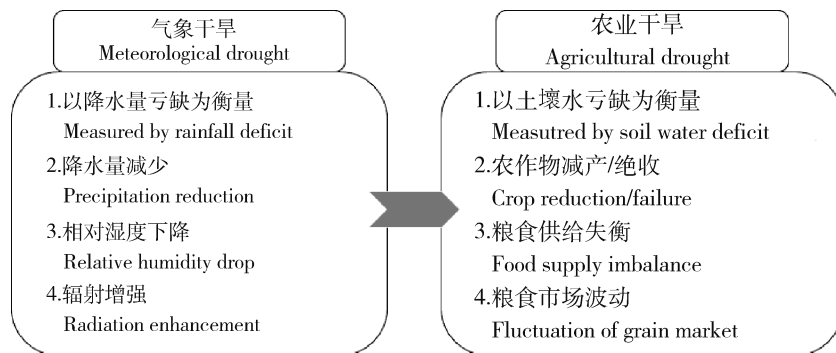 气象干旱
Meteorological drought
1.以降水量亏缺为衡量
Measured by rainfall deficit
2.降水量减少
Precipitation reduction
3.相对湿度下降
Relative humidity drop
4.辐射增强
Radiation enhancement
农业干旱
Agricultural drought
1.以土壤水亏缺为衡量
Measutred by soil water deficit
2.农作物减产/绝收
Crop reduction/failure
3.粮食供给失衡
Food supply imbalance
4.粮食市场波动
Fluctuation of grain market